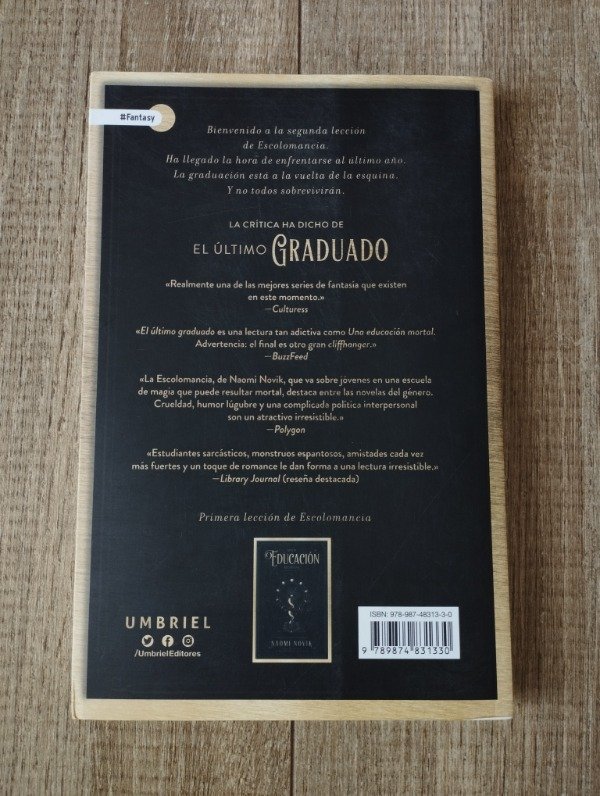 #Fantasy
Bienvenido a la segunda lección
de Escolomancia.
Ha llegado la hora de enfrentarse al último año.
La graduación está a la vuelta de la esquina.
Y no todos sobrevivirán.
LA CRÍTICA HA DICHO DE
EL ÚLTIMO GRADUADO
«Realmente una de las mejores series de fantasía que existen
en este momento.»
—Culturess
«El último graduado es una lectura tan adictiva como Una educación mortal.
Advertencia: el final es otro gran cliffhanger.»
—BuzzFeed
«La Escolomancia, de Naomi Novik, que va sobre jóvenes en una escuela
de magia que puede resultar mortal, destaca entre las novelas del género.
Crueldad, humor lúgubre y una complicada política interpersonal
son un atractivo irresistible.»
—Polygon
«Estudiantes sarcásticos, monstruos espantosos, amistades cada vez
más fuertes y un toque de romance le dan forma a una lectura irresistible.»
—Library Journal (reseña destacada)
Primera lección de Escolomancia
EDUCACIÓN
NAOMI NOVIK
UMBRIEL
/UmbrielEditores
ISBN: 978-987-48313-3-0
9 789874 831330